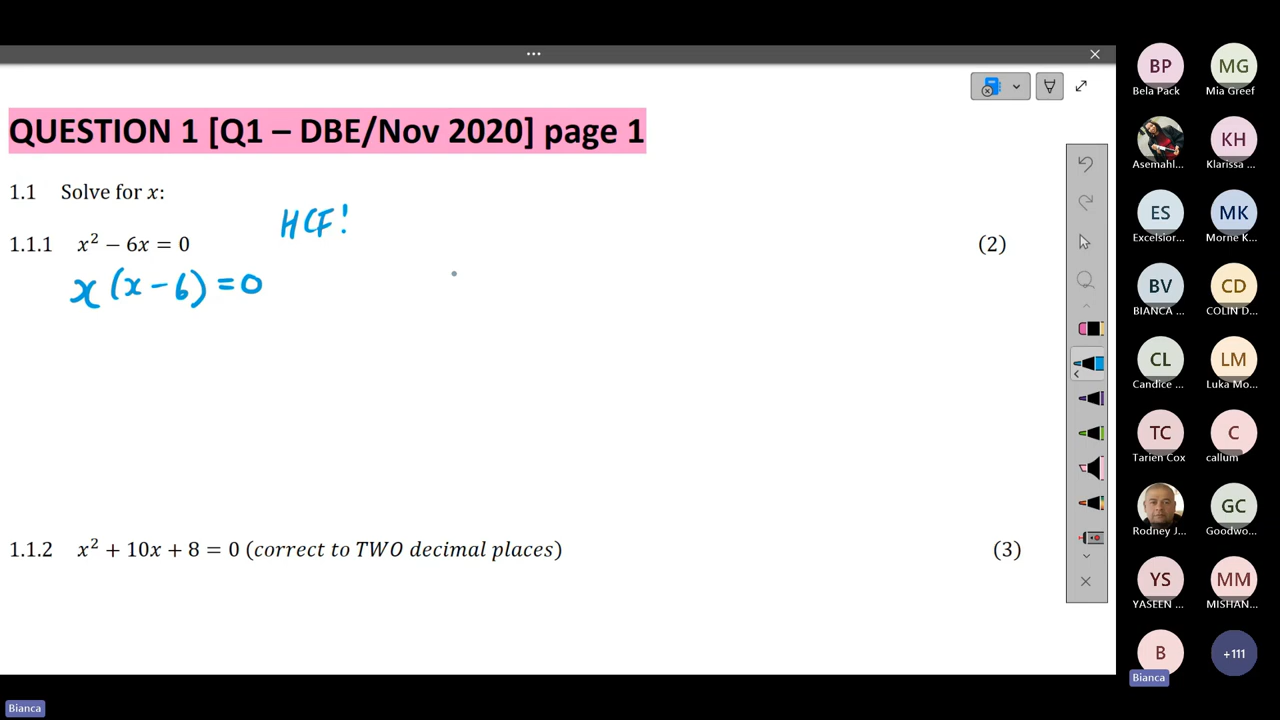 QUESTION 1 [Q1 – DBE/Nov 2020] page 1
1.1 Solve for x:
HCF!
1.1.1 x² − 6x = 0 (2)
x(x − 6) = 0
1.1.2 x² + 10x + 8 = 0 (correct to TWO decimal places) (3)
BP MG
Bela Pack Mia Greef
KH
Asemahl... Klarissa ...
ES MK
Excelsior... Morne K...
BV CD
BIANCA ... COLIN D...
CL LM
Candice ... Luka Mo...
TC C
Tarien Cox callum
GC
Rodney J... Goodwo...
YS MM
YASEEN ... MISHAN...
B +111
Bianca
Bianca